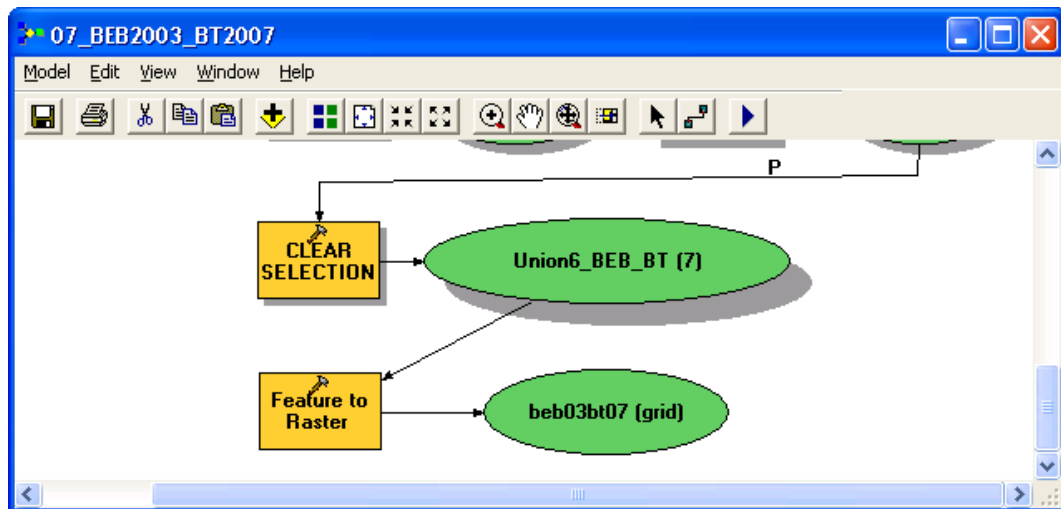 07_BEB2003_BT2007
Model Edit View Window Help
P
CLEAR
SELECTION
Union6_BEB_BT (7)
Feature to
Raster
beb03bt07 (grid)